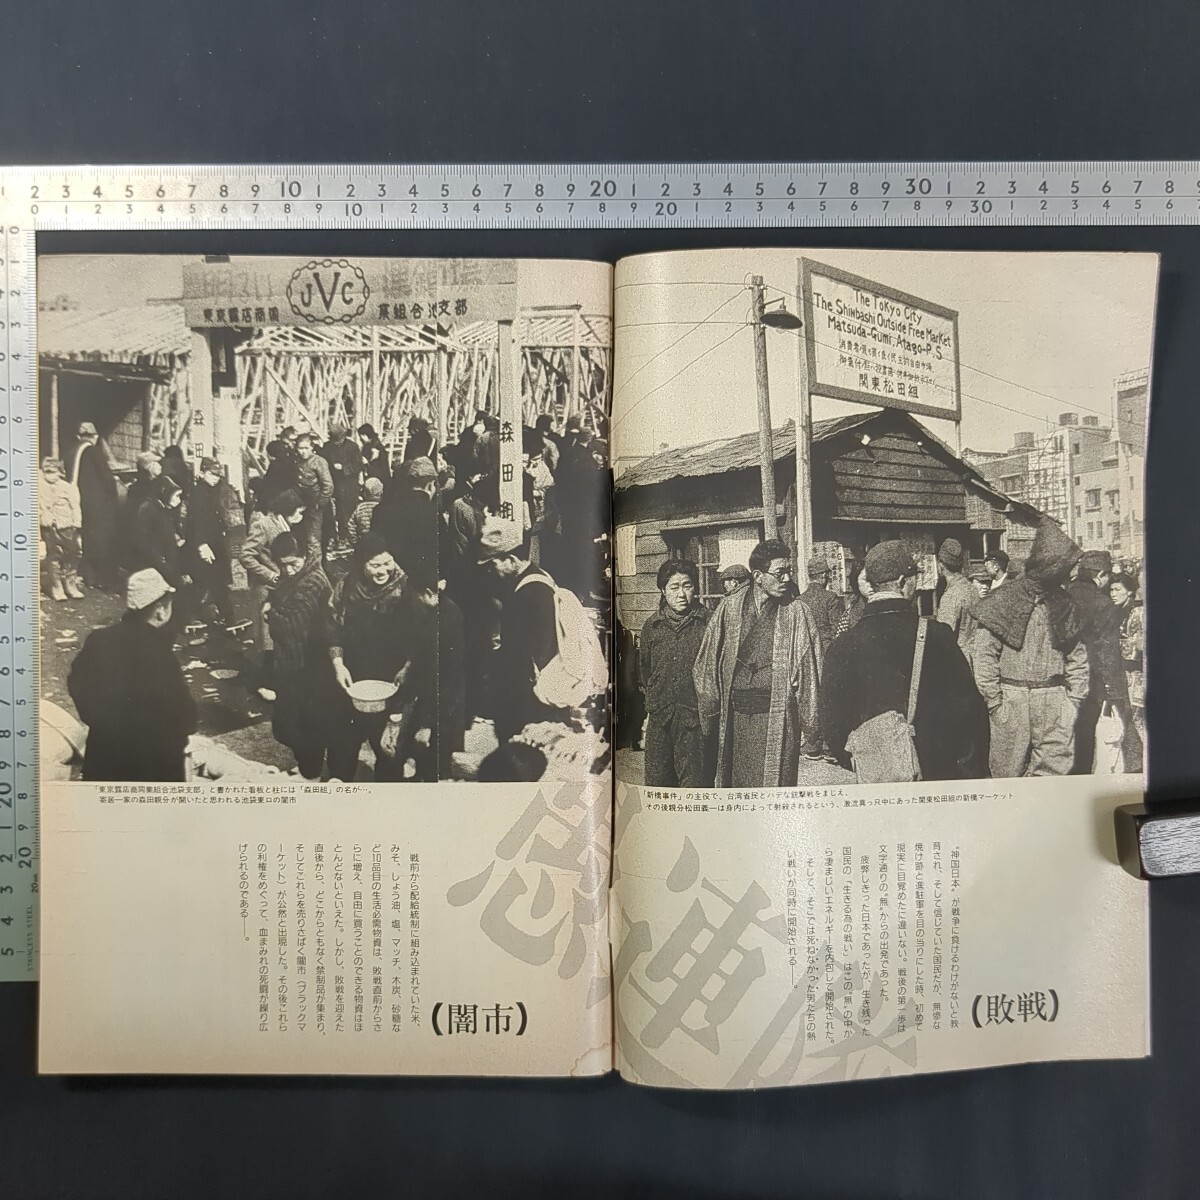 The Tokyo City
The Shinbashi Outside Free Market
Matsuda-Gumi, Atago-P.S
関東松田組
「新橋事件」の主役で、台湾省民とハデな銃撃戦をまじえ、
その後親分松田義一は身内によって射殺されるという、激流真っ只中にあった関東松田組の新橋マーケット
(敗戦)
〝神国日本〟が戦争に負けるわけがないと教
育され、そして信じていた国民だが、無惨な
焼け跡と進駐軍を目の当りにした時、初めて
現実に目覚めたに違いない。戦後の第一歩は
文字通りの〝無〟からの出発であった。
疲弊しきった日本であったが、生き残った
国民の「生きる為の戦い」はこの〝無〟の中か
ら凄まじいエネルギーを内包して開始された。
そして、そこでは死ねなかった男たちの熱
い戦いが同時に開始される――。
東京露店商同
JVC
業組合池支部
森田
森田組
「東京露店商同業組合池袋支部」と書かれた看板と柱には「森田組」の名が…。
寄居一家の森田親分が開いたと思われる池袋東口の闇市
(闇市)
戦前から配給統制に組み込まれていた米、
みそ、しょう油、塩、マッチ、木炭、砂糖な
ど10品目の生活必需物資は、敗戦直前からさ
らに増え、自由に買うことのできる物資はほ
とんどないといえた。しかし、敗戦を迎えた
直後から、どこからともなく禁制品が集まり、
そしてこれらを売りさばく闇市（ブラックマ
ーケット）が公然と出現した。その後これら
の利権をめぐって、血まみれの死闘が繰り広
げられるのである――。
STAINLESS STEEL